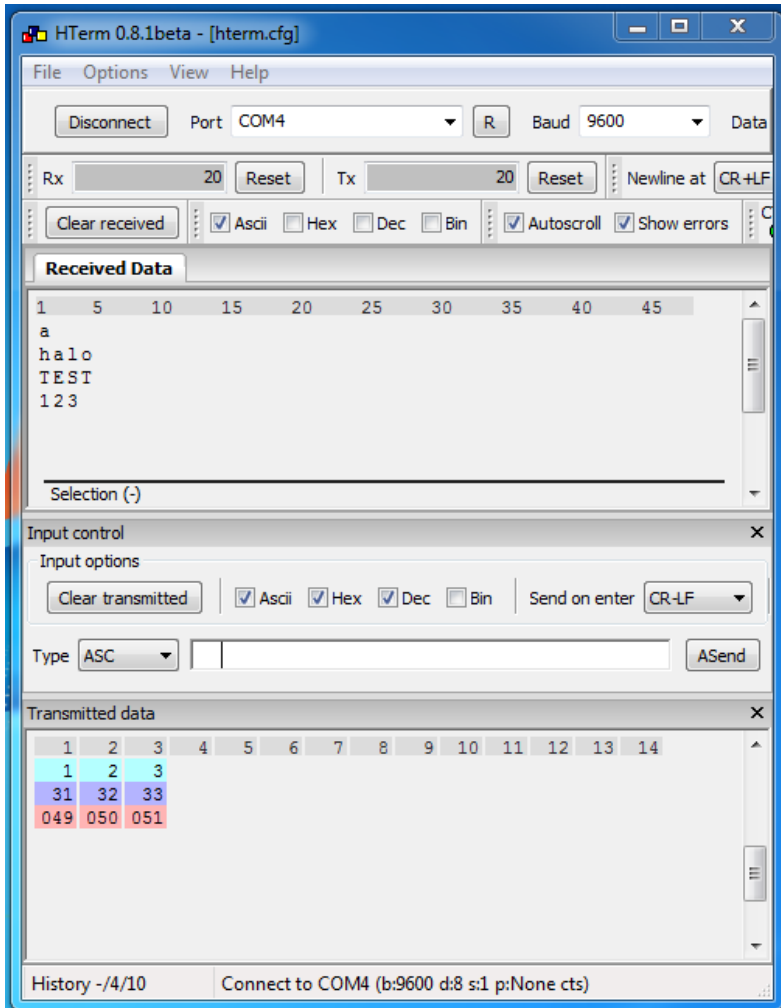 HTerm 0.8.1beta - [hterm.cfg]
File Options View Help
Disconnect Port COM4 R Baud 9600 Data
Rx 20 Reset Tx 20 Reset Newline at CR+LF
Clear received Ascii Hex Dec Bin Autoscroll Show errors
Received Data
1 5 10 15 20 25 30 35 40 45
a
halo
TEST
123
Selection (-)
Input control
Input options
Clear transmitted Ascii Hex Dec Bin Send on enter CR-LF
Type ASC ASend
Transmitted data
1 2 3 4 5 6 7 8 9 10 11 12 13 14
1 2 3
31 32 33
049 050 051
History -/4/10 Connect to COM4 (b:9600 d:8 s:1 p:None cts)